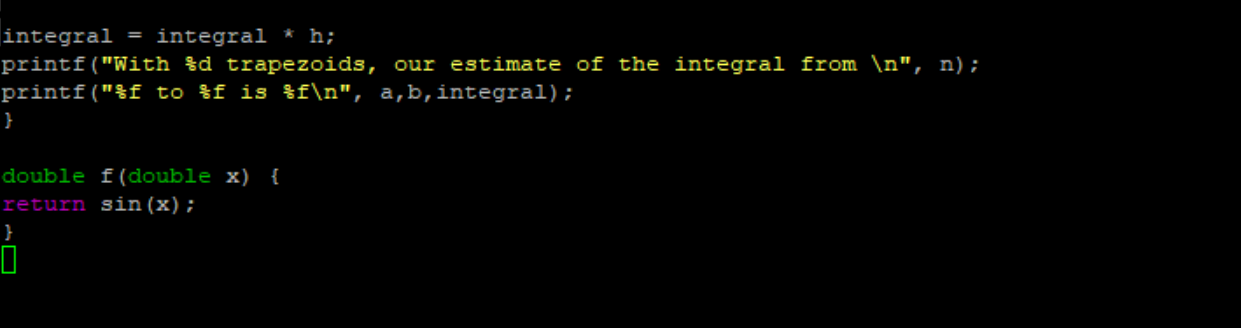 integral = integral * h;
printf("With %d trapezoids, our estimate of the integral from \n", n);
printf("%f to %f is %f\n", a,b,integral);
}
double f(double x) {
return sin(x);
}